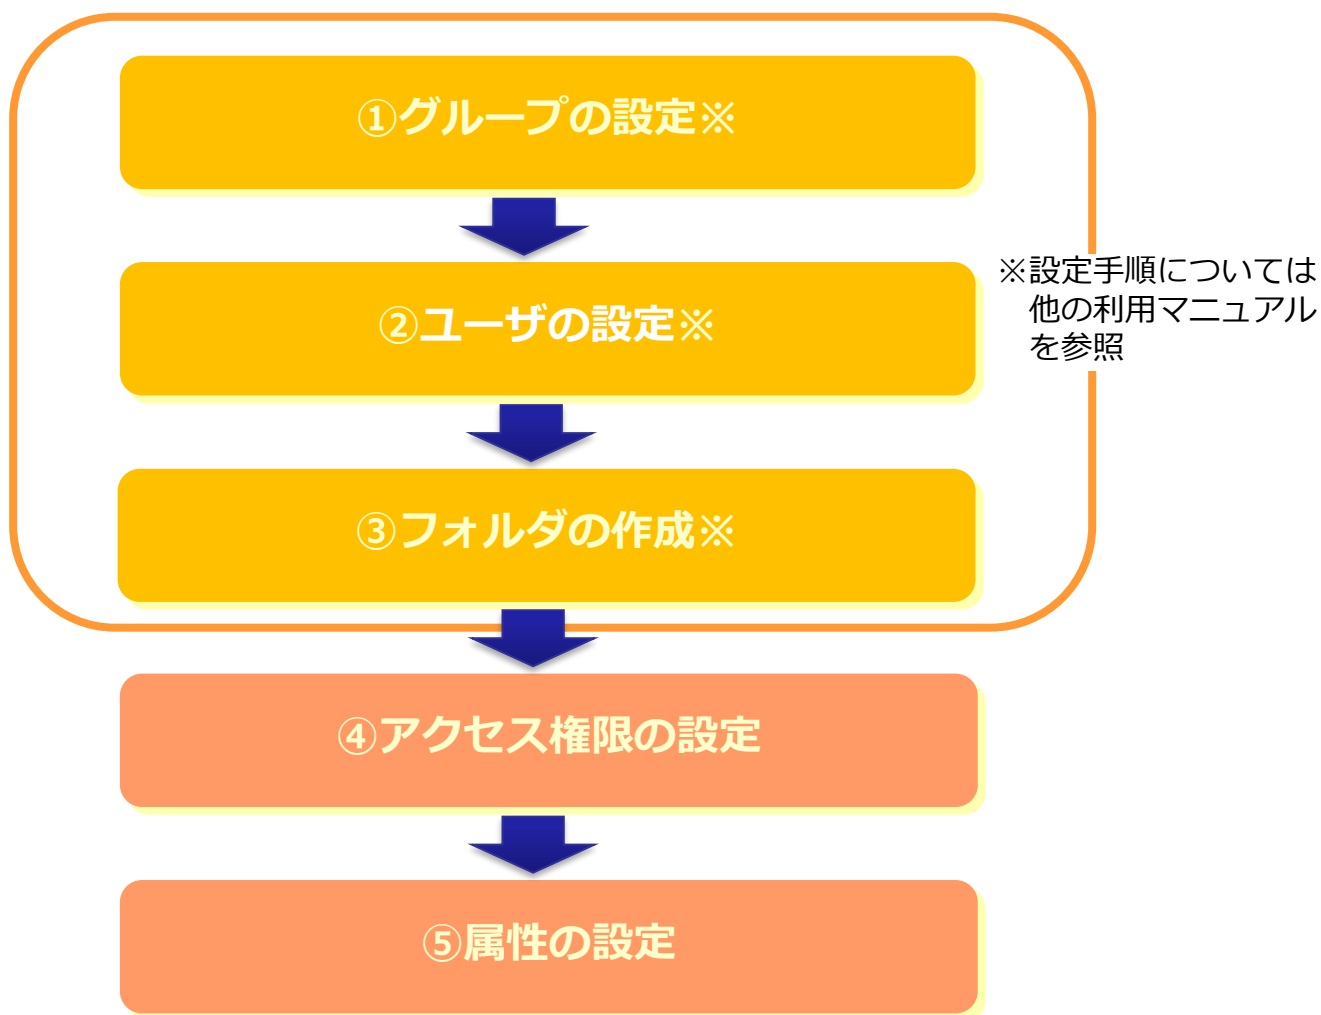 ①グループの設定※
②ユーザの設定※
※設定手順については
他の利用マニュアル
を参照
③フォルダの作成※
④アクセス権限の設定
⑤属性の設定